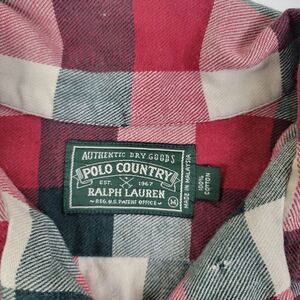 AUTHENTIC DRY GOODS
POLO COUNTRY
EST. 1967
RALPH LAUREN
REG. U.S. PATENT OFFICE
M
MADE IN MALAYSIA
100%
COTTON